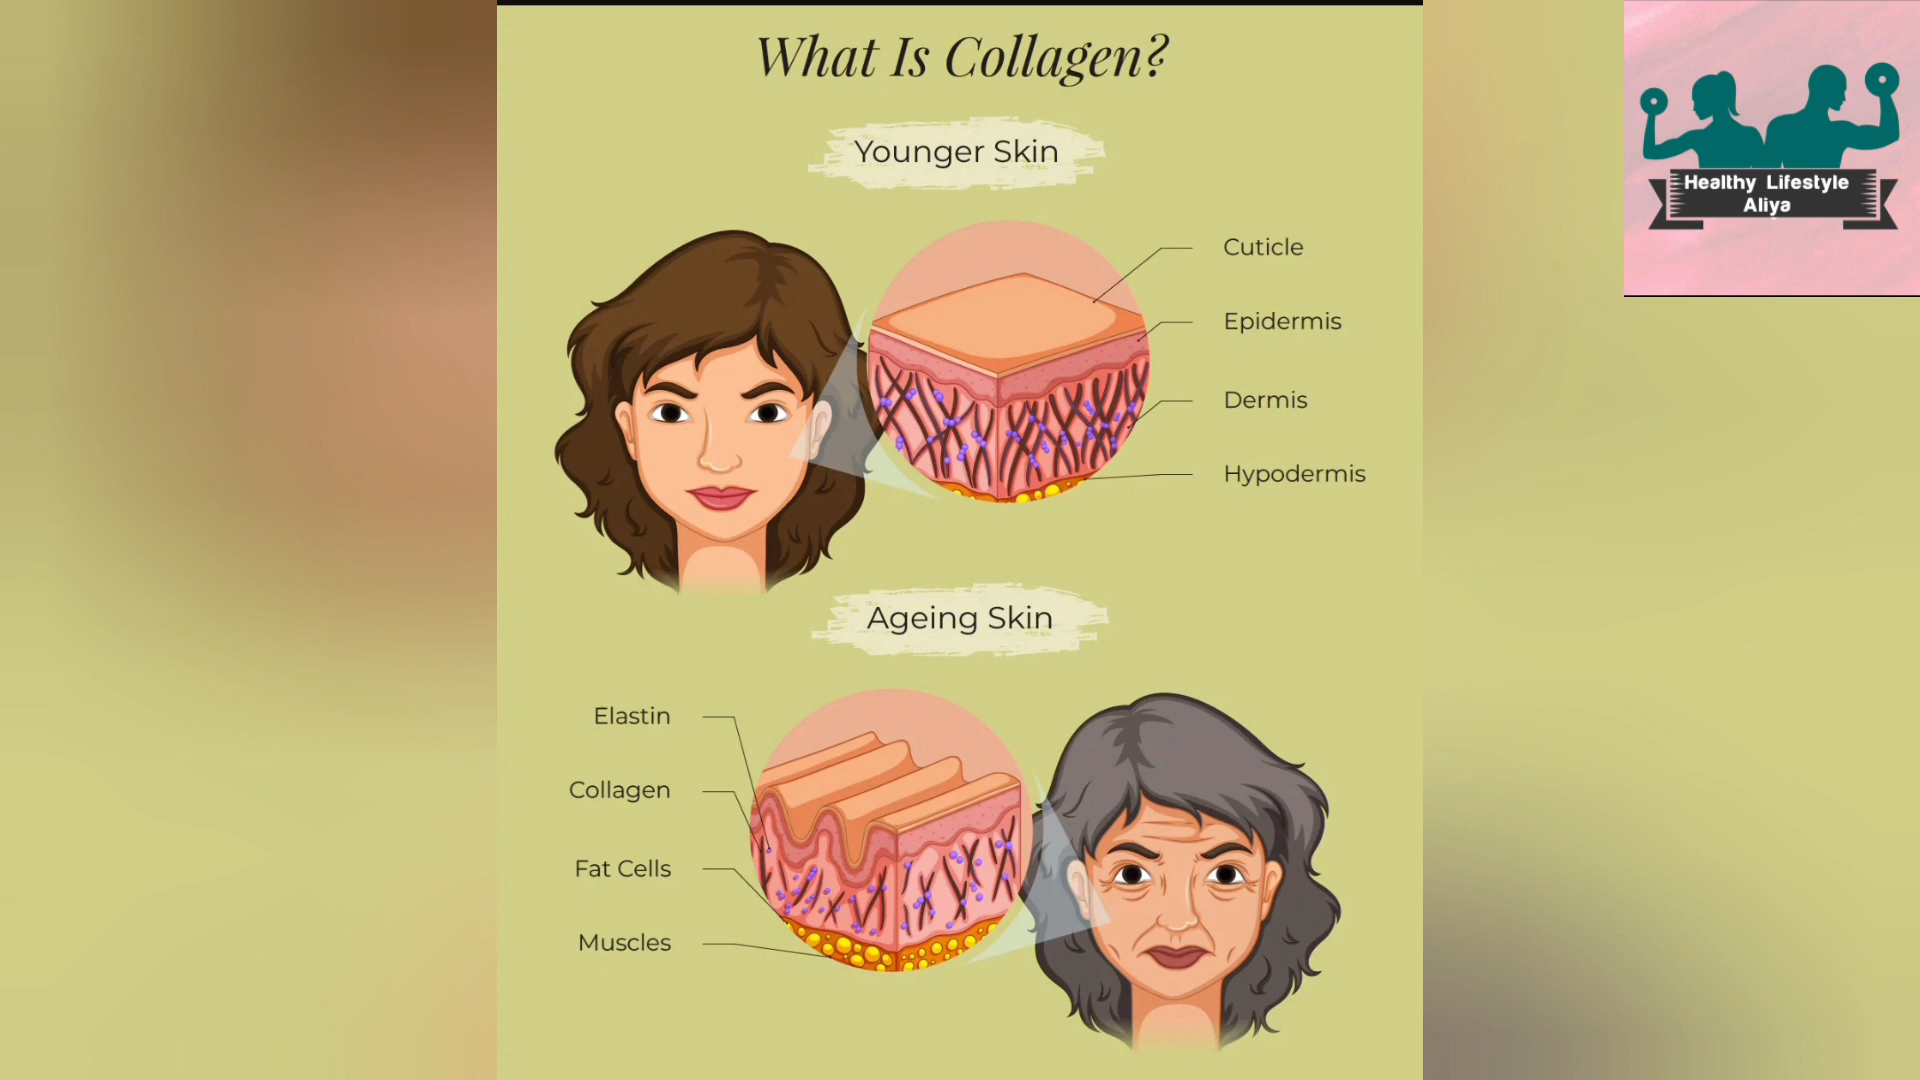 What Is Collagen?
Younger Skin
Cuticle
Epidermis
Dermis
Hypodermis
Ageing Skin
Elastin
Collagen
Fat Cells
Muscles
Healthy Lifestyle
Aliya